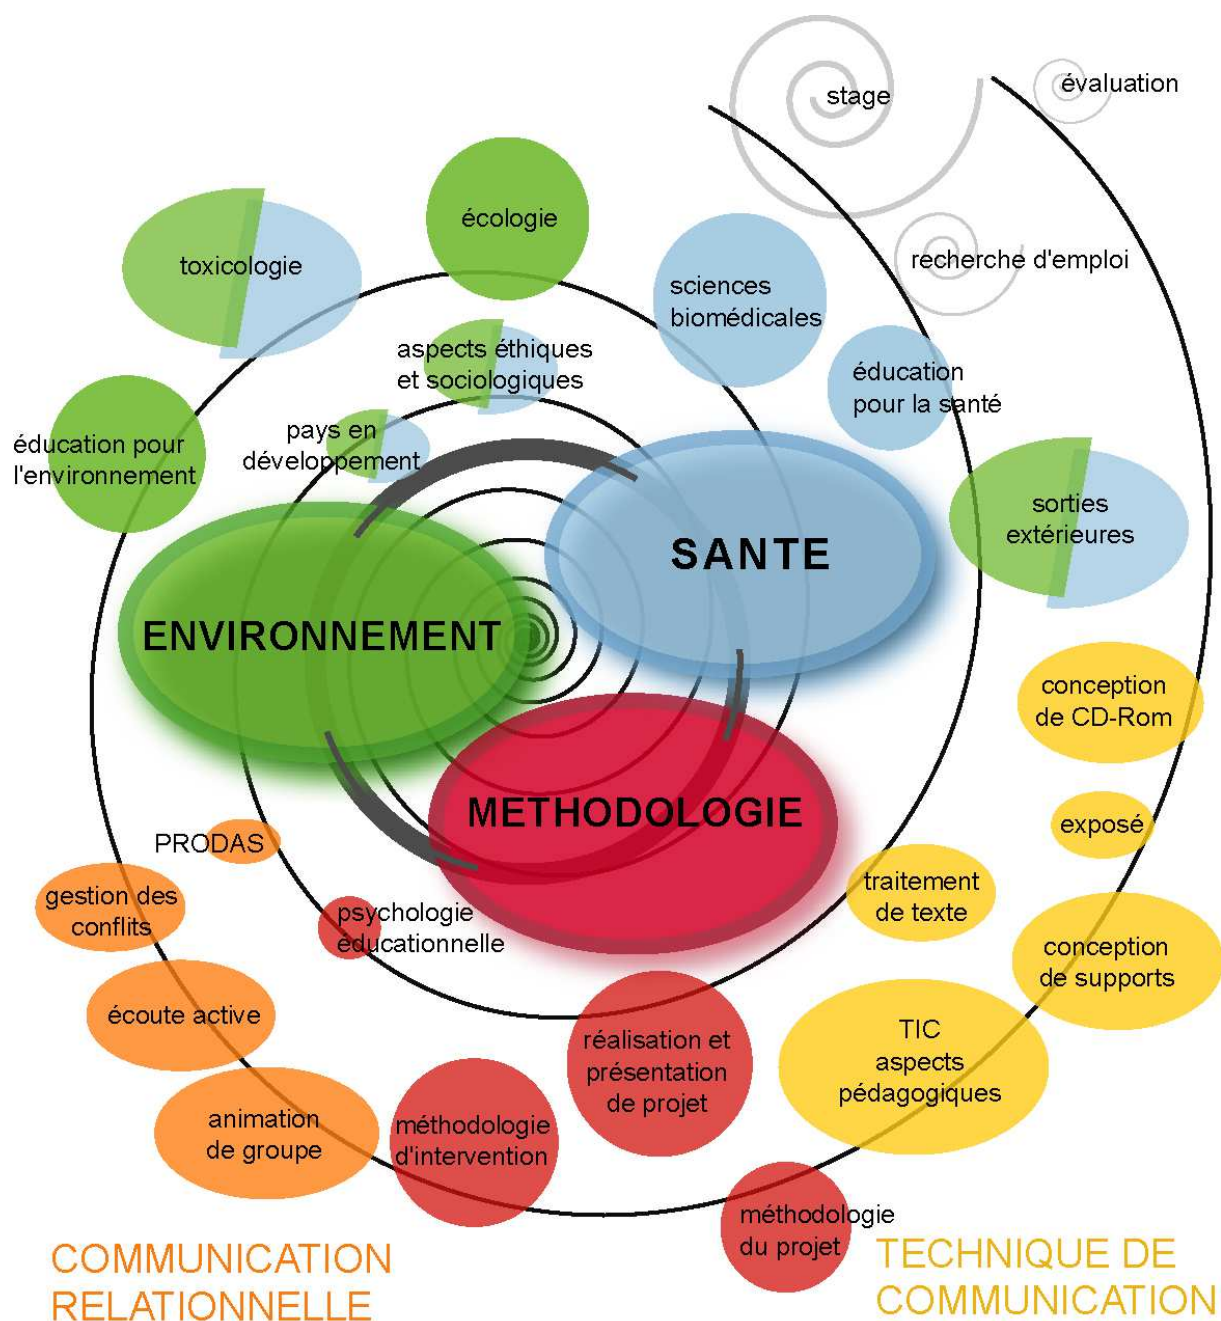 stage
évaluation
écologie
toxicologie
recherche d'emploi
sciences
biomédicales
aspects éthiques
et sociologiques
éducation
pour la santé
pays en
développement
éducation pour
l'environnement
sorties
extérieures
SANTE
ENVIRONNEMENT
conception
de CD-Rom
METHODOLOGIE
exposé
PRODAS
gestion des
conflits
psychologie
éducationnelle
traitement
de texte
conception
de supports
écoute active
réalisation et
présentation
de projet
TIC
aspects
pédagogiques
animation
de groupe
méthodologie
d'intervention
méthodologie
du projet
COMMUNICATION
RELATIONNELLE
TECHNIQUE DE
COMMUNICATION